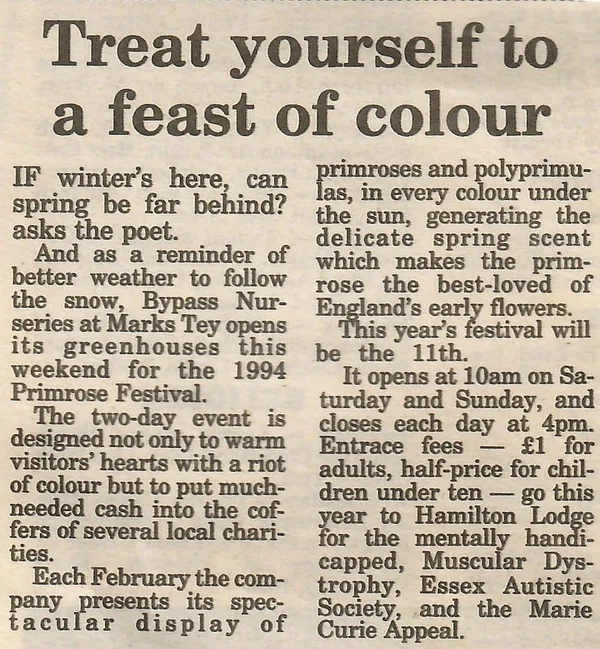 Treat yourself to
a feast of colour
IF winter's here, can
spring be far behind?
asks the poet.
And as a reminder of
better weather to follow
the snow, Bypass Nur-
series at Marks Tey opens
its greenhouses this
weekend for the 1994
Primrose Festival.
The two-day event is
designed not only to warm
visitors' hearts with a riot
of colour but to put much-
needed cash into the cof-
fers of several local chari-
ties.
Each February the com-
pany presents its spec-
tacular display of
primroses and polyprimu-
las, in every colour under
the sun, generating the
delicate spring scent
which makes the prim-
rose the best-loved of
England's early flowers.
This year's festival will
be the 11th.
It opens at 10am on Sa-
turday and Sunday, and
closes each day at 4pm.
Entrace fees — £1 for
adults, half-price for chil-
dren under ten — go this
year to Hamilton Lodge
for the mentally handi-
capped, Muscular Dys-
trophy, Essex Autistic
Society, and the Marie
Curie Appeal.